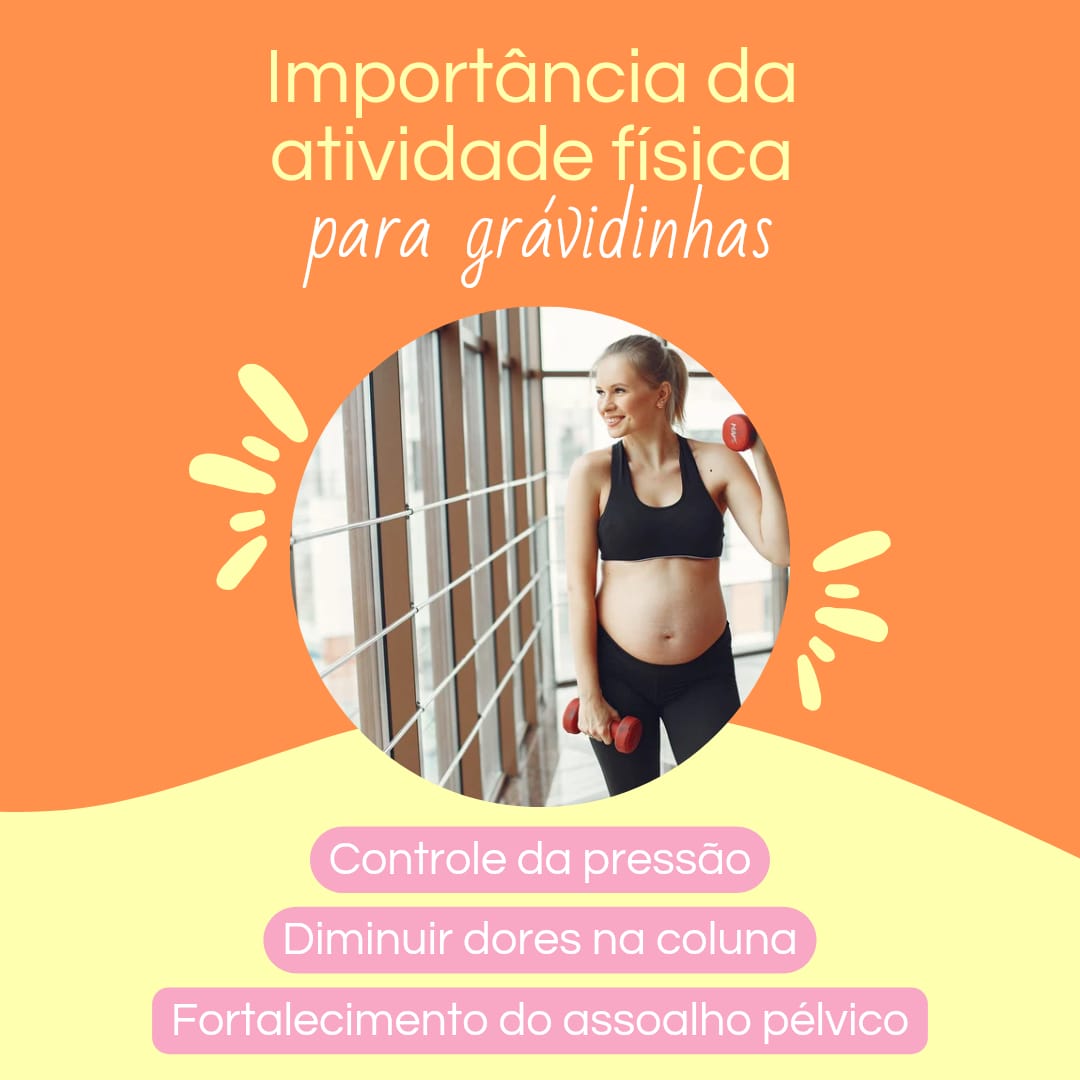 Importância da
atividade física
para grávidinhas
Controle da pressão
Diminuir dores na coluna
Fortalecimento do assoalho pélvico